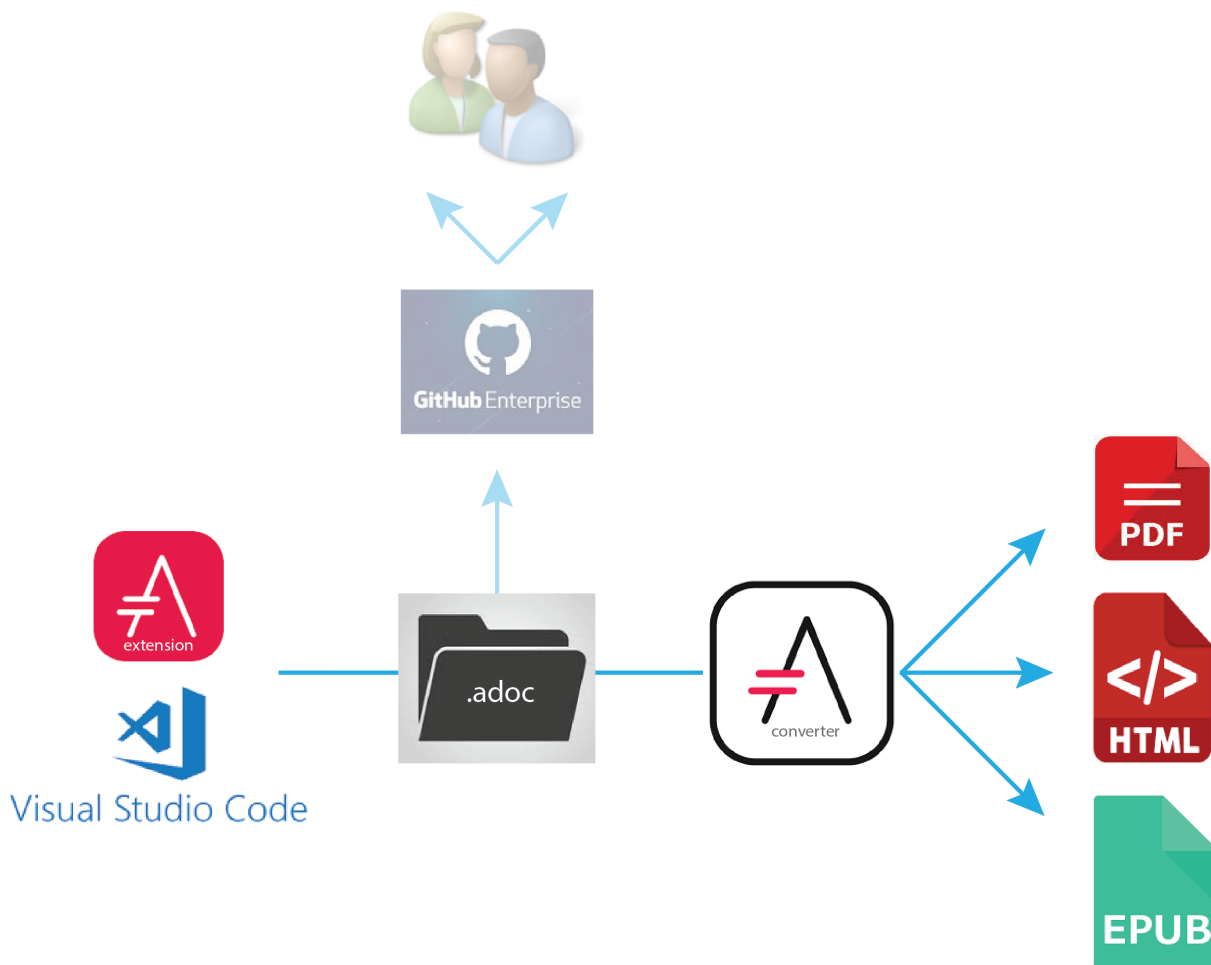 GitHub Enterprise
PDF
extension
.adoc
converter
HTML
Visual Studio Code
EPUB